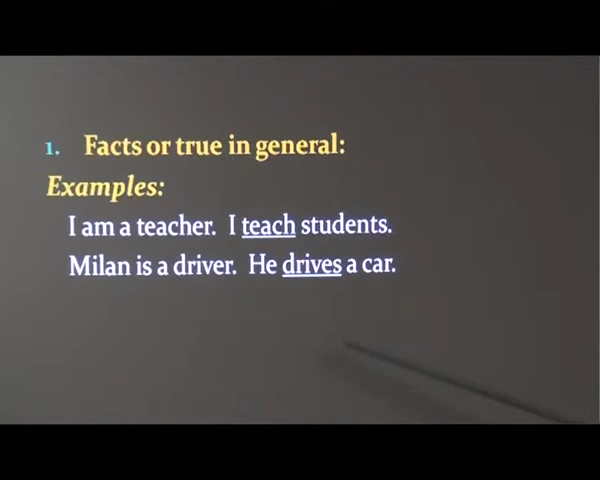 1. Facts or true in general:
Examples:
I am a teacher. I teach students.
Milan is a driver. He drives a car.